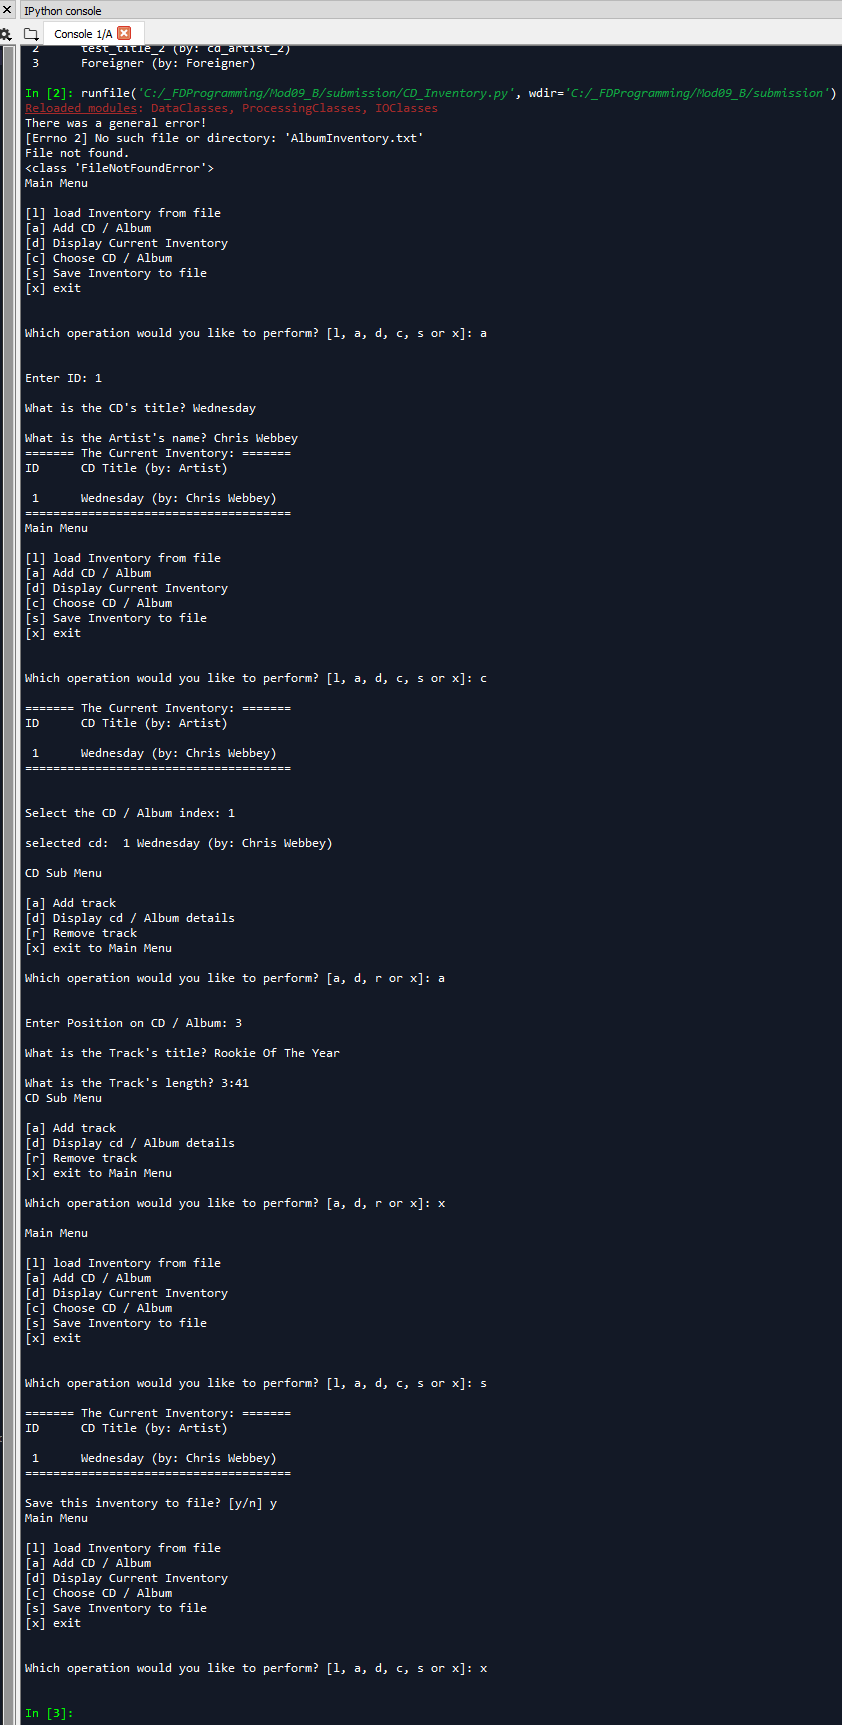 IPython console
Console 1/A
2      test_title_2 (by: cd_artist_2)
3      Foreigner (by: Foreigner)
In [2]: runfile('C:/_FDProgramming/Mod09_B/submission/CD_Inventory.py', wdir='C:/_FDProgramming/Mod09_B/submission')
Reloaded modules: DataClasses, ProcessingClasses, IOClasses
There was a general error!
[Errno 2] No such file or directory: 'AlbumInventory.txt'
File not found.
<class 'FileNotFoundError'>
Main Menu
[l] load Inventory from file
[a] Add CD / Album
[d] Display Current Inventory
[c] Choose CD / Album
[s] Save Inventory to file
[x] exit
Which operation would you like to perform? [l, a, d, c, s or x]: a
Enter ID: 1
What is the CD's title? Wednesday
What is the Artist's name? Chris Webbey
======= The Current Inventory: =======
ID      CD Title (by: Artist)
1      Wednesday (by: Chris Webbey)
======================================
Main Menu
[l] load Inventory from file
[a] Add CD / Album
[d] Display Current Inventory
[c] Choose CD / Album
[s] Save Inventory to file
[x] exit
Which operation would you like to perform? [l, a, d, c, s or x]: c
======= The Current Inventory: =======
ID      CD Title (by: Artist)
1      Wednesday (by: Chris Webbey)
======================================
Select the CD / Album index: 1
selected cd:  1 Wednesday (by: Chris Webbey)
CD Sub Menu
[a] Add track
[d] Display cd / Album details
[r] Remove track
[x] exit to Main Menu
Which operation would you like to perform? [a, d, r or x]: a
Enter Position on CD / Album: 3
What is the Track's title? Rookie Of The Year
What is the Track's length? 3:41
CD Sub Menu
[a] Add track
[d] Display cd / Album details
[r] Remove track
[x] exit to Main Menu
Which operation would you like to perform? [a, d, r or x]: x
Main Menu
[l] load Inventory from file
[a] Add CD / Album
[d] Display Current Inventory
[c] Choose CD / Album
[s] Save Inventory to file
[x] exit
Which operation would you like to perform? [l, a, d, c, s or x]: s
======= The Current Inventory: =======
ID      CD Title (by: Artist)
1      Wednesday (by: Chris Webbey)
======================================
Save this inventory to file? [y/n] y
Main Menu
[l] load Inventory from file
[a] Add CD / Album
[d] Display Current Inventory
[c] Choose CD / Album
[s] Save Inventory to file
[x] exit
Which operation would you like to perform? [l, a, d, c, s or x]: x
In [3]: